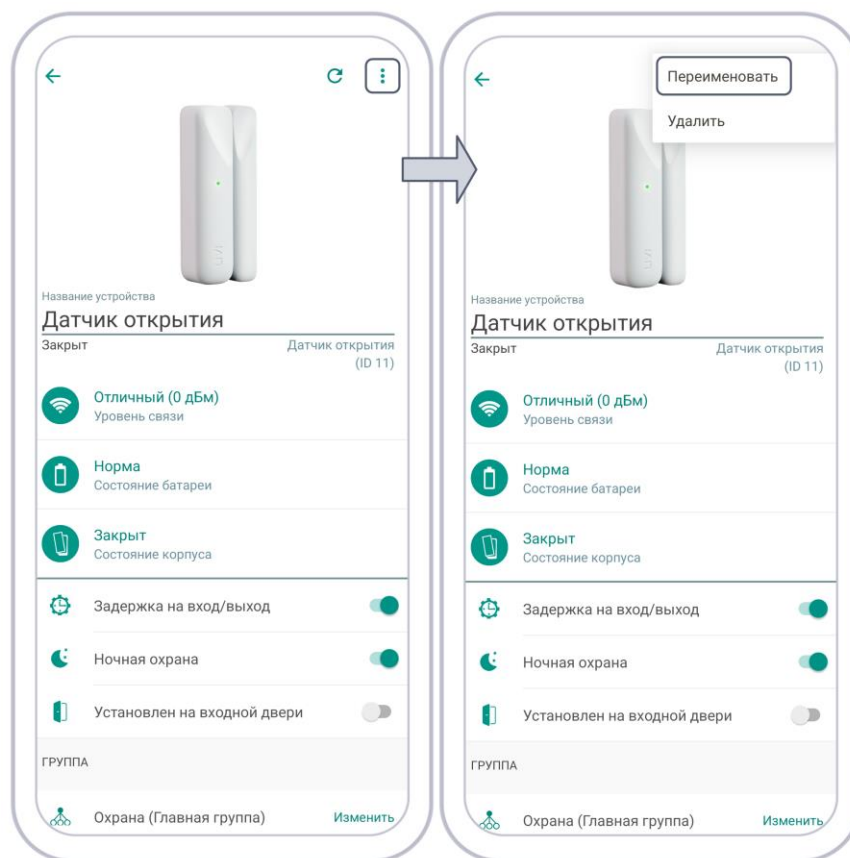 Название устройства
Датчик открытия
Закрыт
Датчик открытия
(ID 11)
Отличный (0 дБм)
Уровень связи
Норма
Состояние батареи
Закрыт
Состояние корпуса
Задержка на вход/выход
Ночная охрана
Установлен на входной двери
ГРУППА
Охрана (Главная группа)
Изменить
Переименовать
Удалить
Название устройства
Датчик открытия
Закрыт
Датчик открытия
(ID 11)
Отличный (0 дБм)
Уровень связи
Норма
Состояние батареи
Закрыт
Состояние корпуса
Задержка на вход/выход
Ночная охрана
Установлен на входной двери
ГРУППА
Охрана (Главная группа)
Изменить